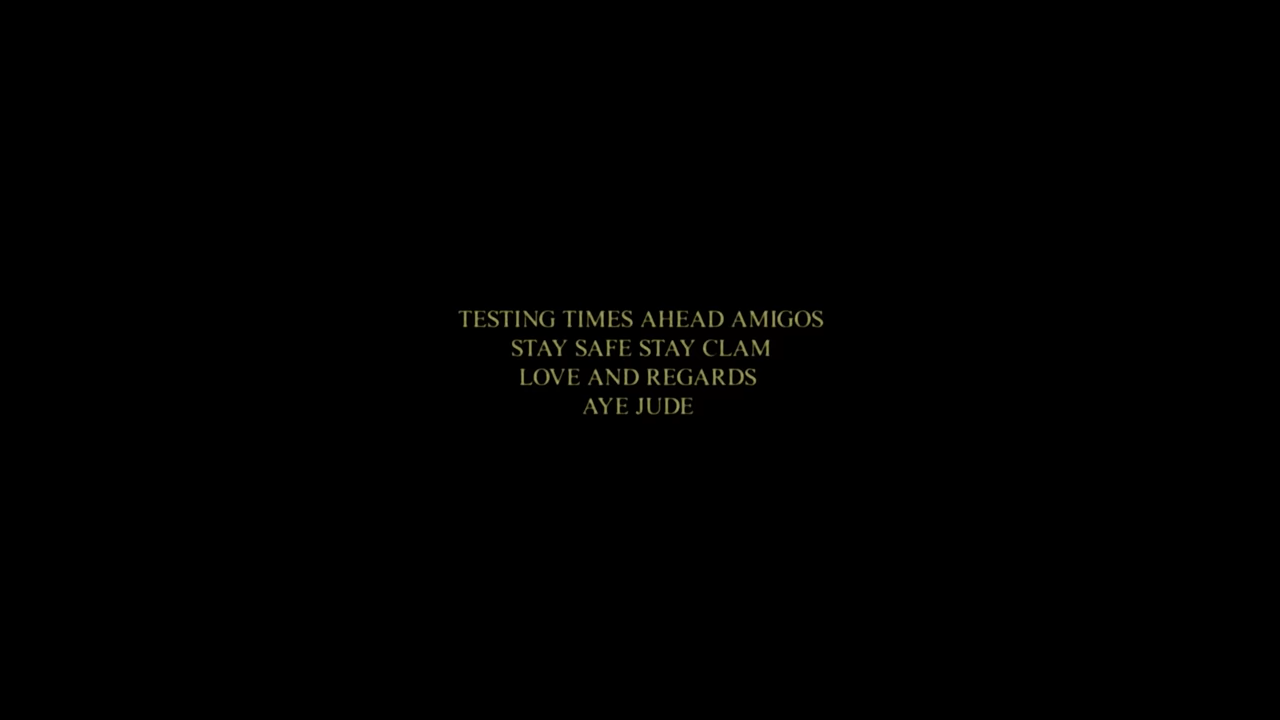 TESTING TIMES AHEAD AMIGOS
STAY SAFE STAY CLAM
LOVE AND REGARDS
AYE JUDE